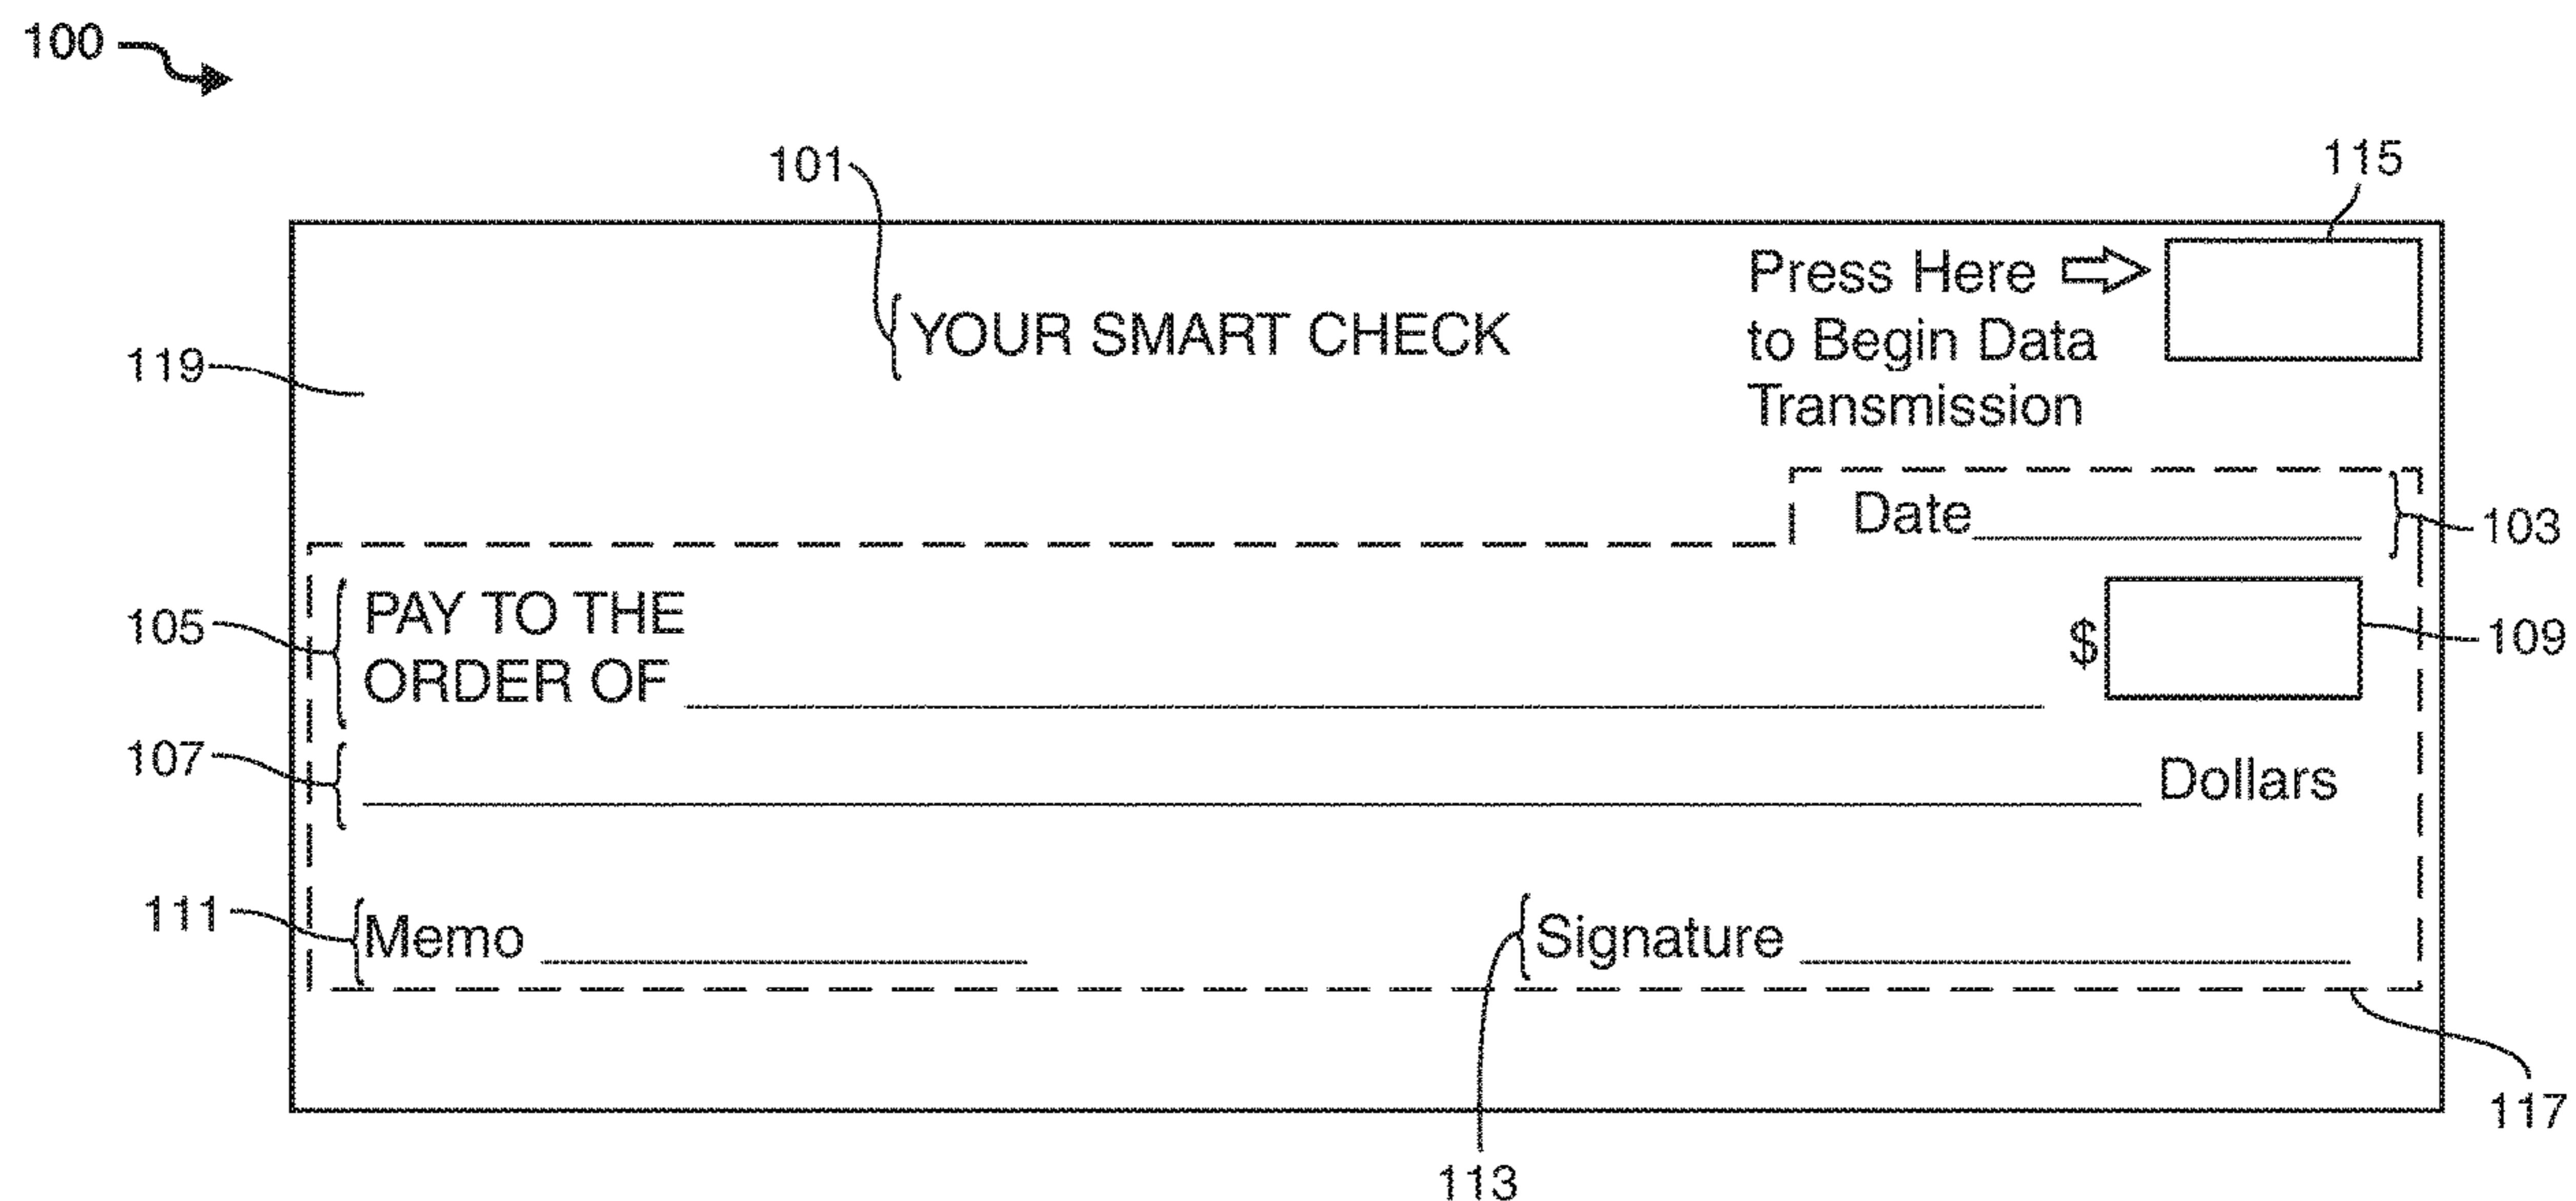 100
101
115
Press Here
YOUR SMART CHECK
to Begin Data
119
Transmission
Date
103
PAY TO THE
105
$
109
ORDER OF
107
Dollars
111
Memo
Signature
117
113